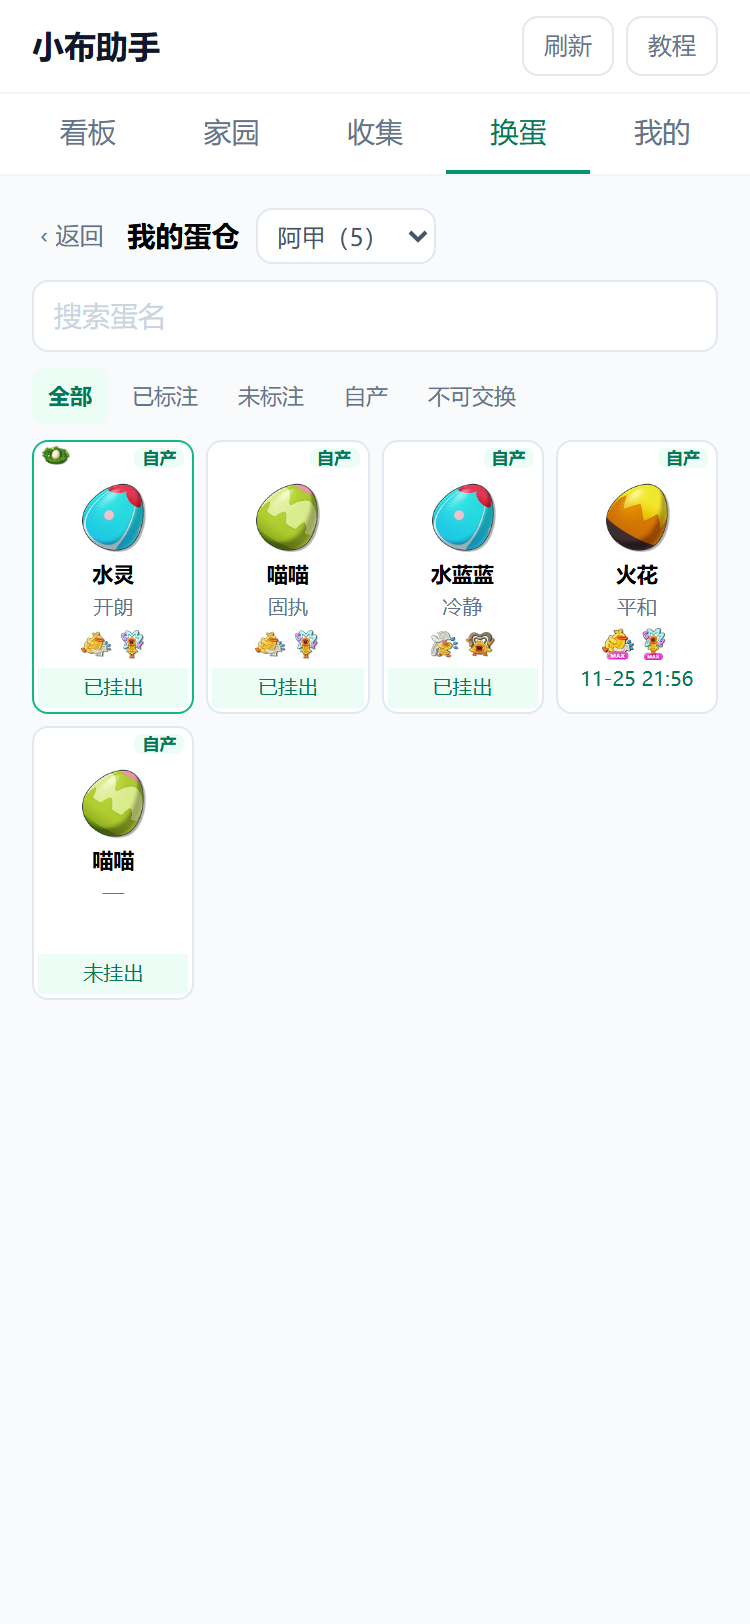 小布助手
刷新
教程
看板
家园
收集
换蛋
我的
‹ 返回
我的蛋仓
阿甲（5）
搜索蛋名
全部
已标注
未标注
自产
不可交换
自产
水灵
开朗
已挂出
自产
喵喵
固执
已挂出
自产
水蓝蓝
冷静
已挂出
自产
火花
平和
MAX
MAX
11-25 21:56
自产
喵喵
—
未挂出